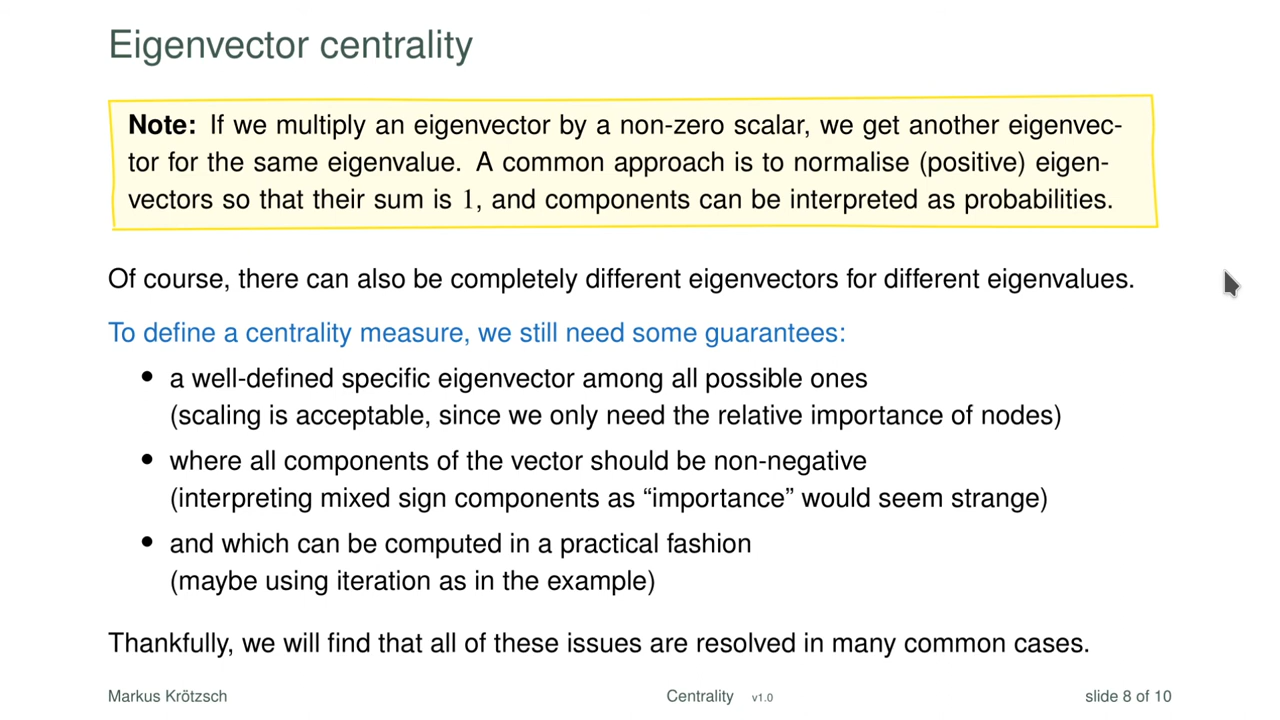 Eigenvector centrality
Note: If we multiply an eigenvector by a non-zero scalar, we get another eigenvec-
tor for the same eigenvalue. A common approach is to normalise (positive) eigen-
vectors so that their sum is 1, and components can be interpreted as probabilities.
Of course, there can also be completely different eigenvectors for different eigenvalues.
To define a centrality measure, we still need some guarantees:
• a well-defined specific eigenvector among all possible ones
(scaling is acceptable, since we only need the relative importance of nodes)
• where all components of the vector should be non-negative
(interpreting mixed sign components as “importance” would seem strange)
• and which can be computed in a practical fashion
(maybe using iteration as in the example)
Thankfully, we will find that all of these issues are resolved in many common cases.
Markus Krötzsch Centrality v1.0 slide 8 of 10